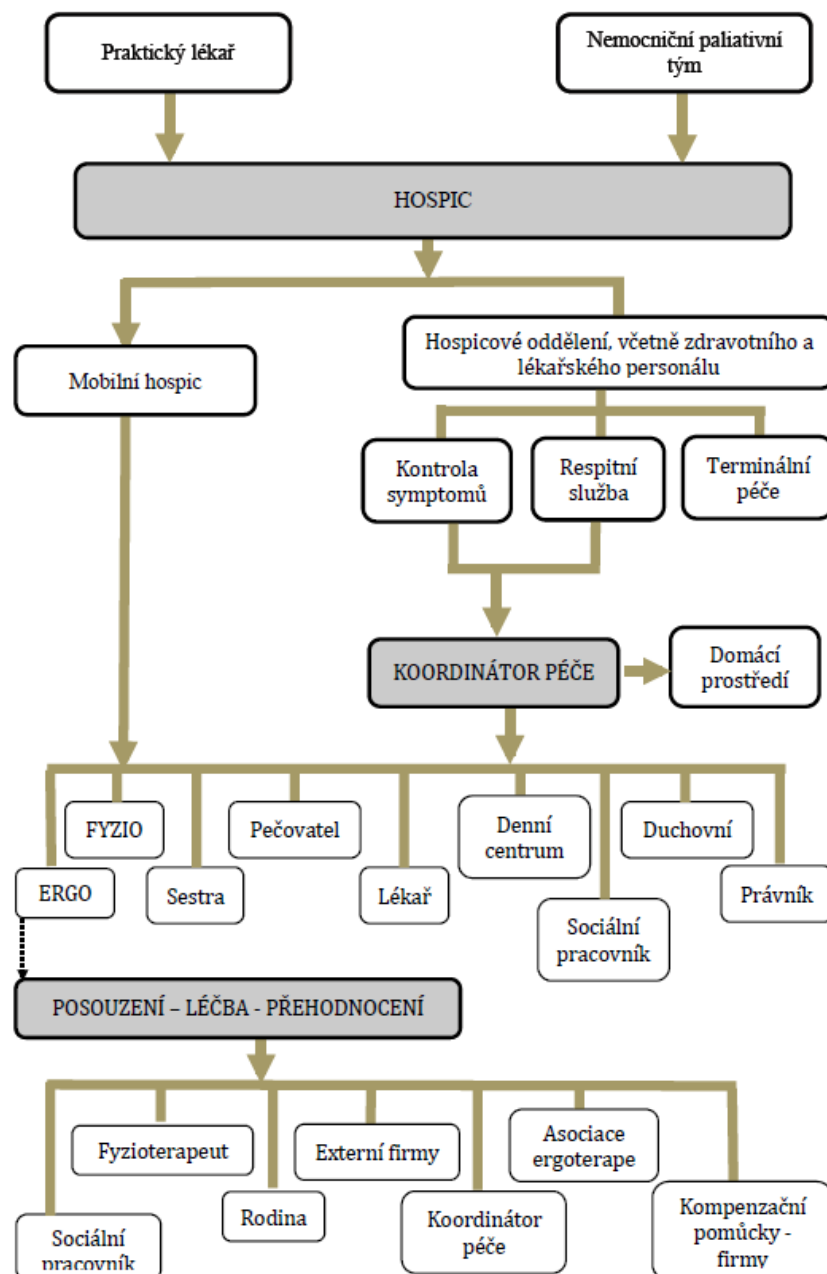 Praktický lékař
Nemocniční paliativní
tým
HOSPIC
Mobilní hospic
Hospicové oddělení, včetně zdravotního a
lékařského personálu
Kontrola
symptomů
Respitní
služba
Terminální
péče
KOORDINÁTOR PÉČE
Domácí
prostředí
FYZIO
Pečovatel
Denní
centrum
Duchovní
ERGO
Sestra
Lékař
Sociální
pracovník
Právník
POSOUZENÍ – LÉČBA - PŘEHODNOCENÍ
Fyzioterapeut
Externí firmy
Asociace
ergoterape
Sociální
pracovník
Rodina
Koordinátor
péče
Kompenzační
pomůcky -
firmy